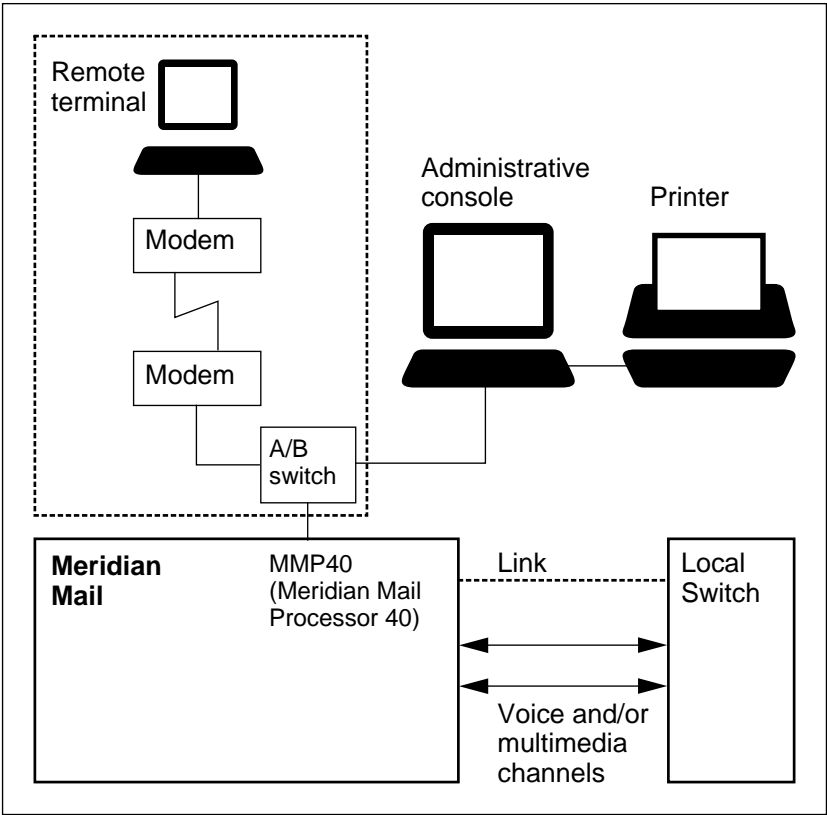 Remote
terminal
Modem
Modem
A/B
switch
Administrative
console
Printer
Meridian
Mail
MMP40
(Meridian Mail
Processor 40)
Link
Local
Switch
Voice and/or
multimedia
channels